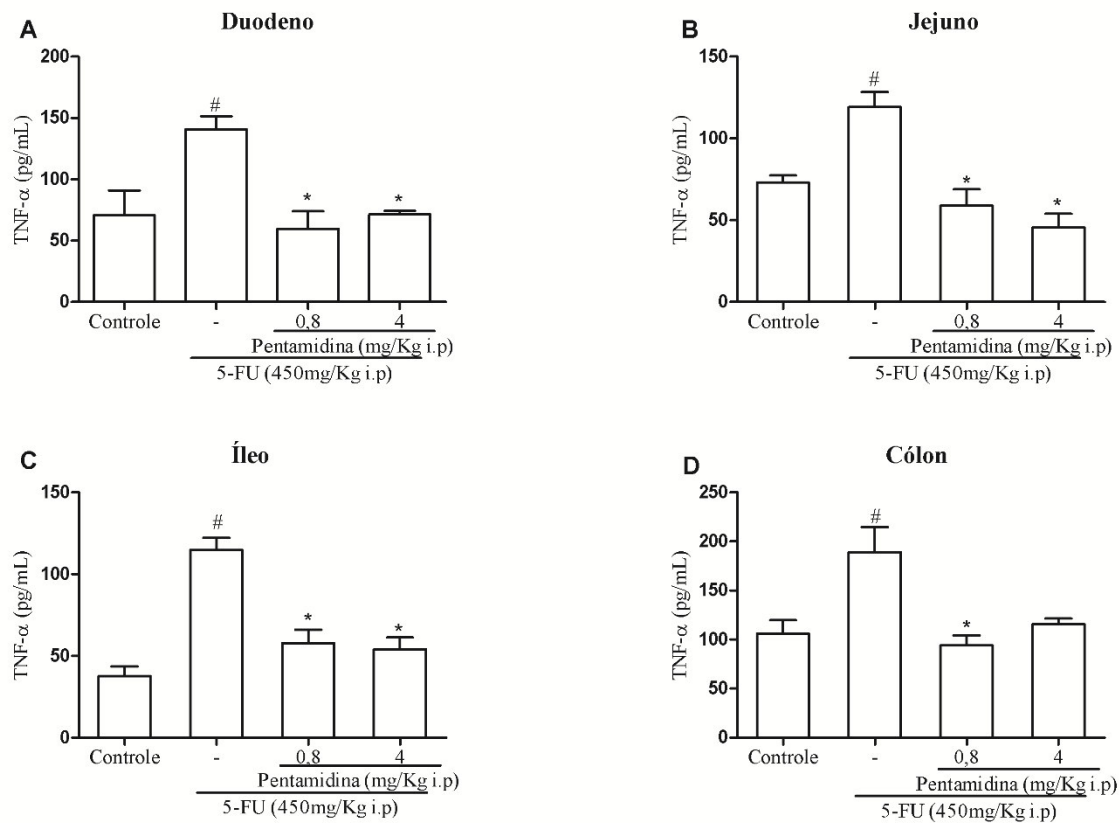 A
Duodeno
TNF-α (pg/mL)
200
150
100
50
0
#
*
*
Controle
-
0,8
4
Pentamidina (mg/Kg i.p)
5-FU (450mg/Kg i.p)
B
Jejuno
TNF-α (pg/mL)
150
100
50
0
#
*
*
Controle
-
0,8
4
Pentamidina (mg/Kg i.p)
5-FU (450mg/Kg i.p)
C
Íleo
TNF-α (pg/mL)
150
100
50
0
#
*
*
Controle
-
0,8
4
Pentamidina (mg/Kg i.p)
5-FU (450mg/Kg i.p)
D
Cólon
TNF-α (pg/mL)
250
200
150
100
50
0
#
*
Controle
-
0,8
4
Pentamidina (mg/Kg i.p)
5-FU (450mg/Kg i.p)